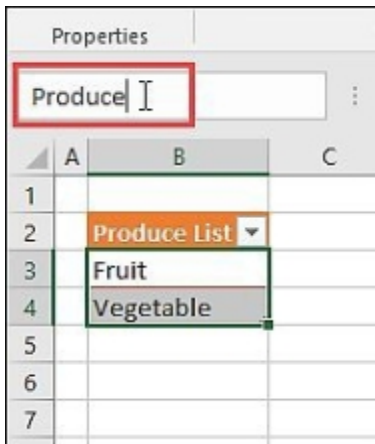 Properties
Produce
A B C
1
2 Produce List
3 Fruit
4 Vegetable
5
6
7